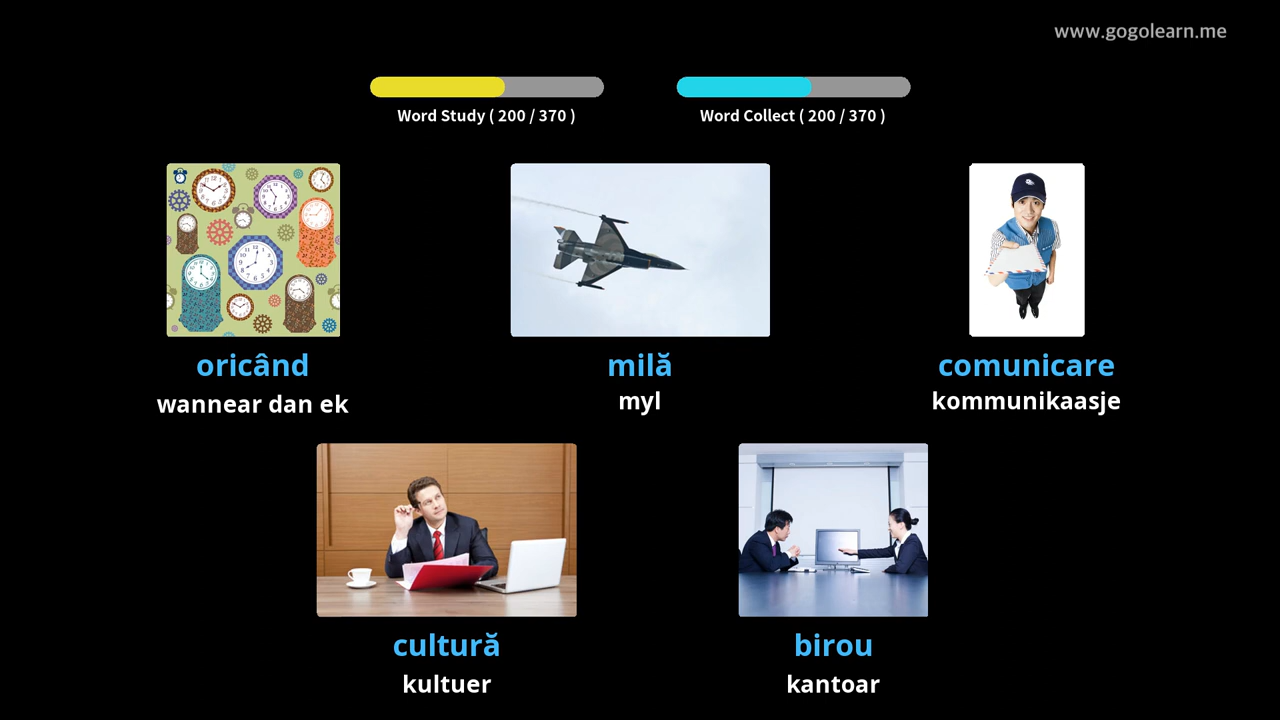 www.gogolearn.me
Word Study ( 200 / 370 )
Word Collect ( 200 / 370 )
oricând
wannear dan ek
milă
myl
comunicare
kommunikaasje
cultură
kultuer
birou
kantoar